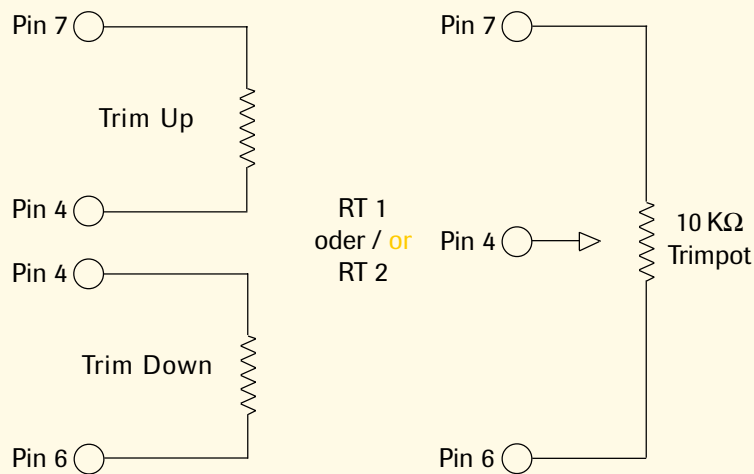 Pin 7
Trim Up
Pin 4
Pin 4
Trim Down
Pin 6
RT 1
oder / or
RT 2
Pin 7
Pin 4
10 KΩ
Trimpot
Pin 6